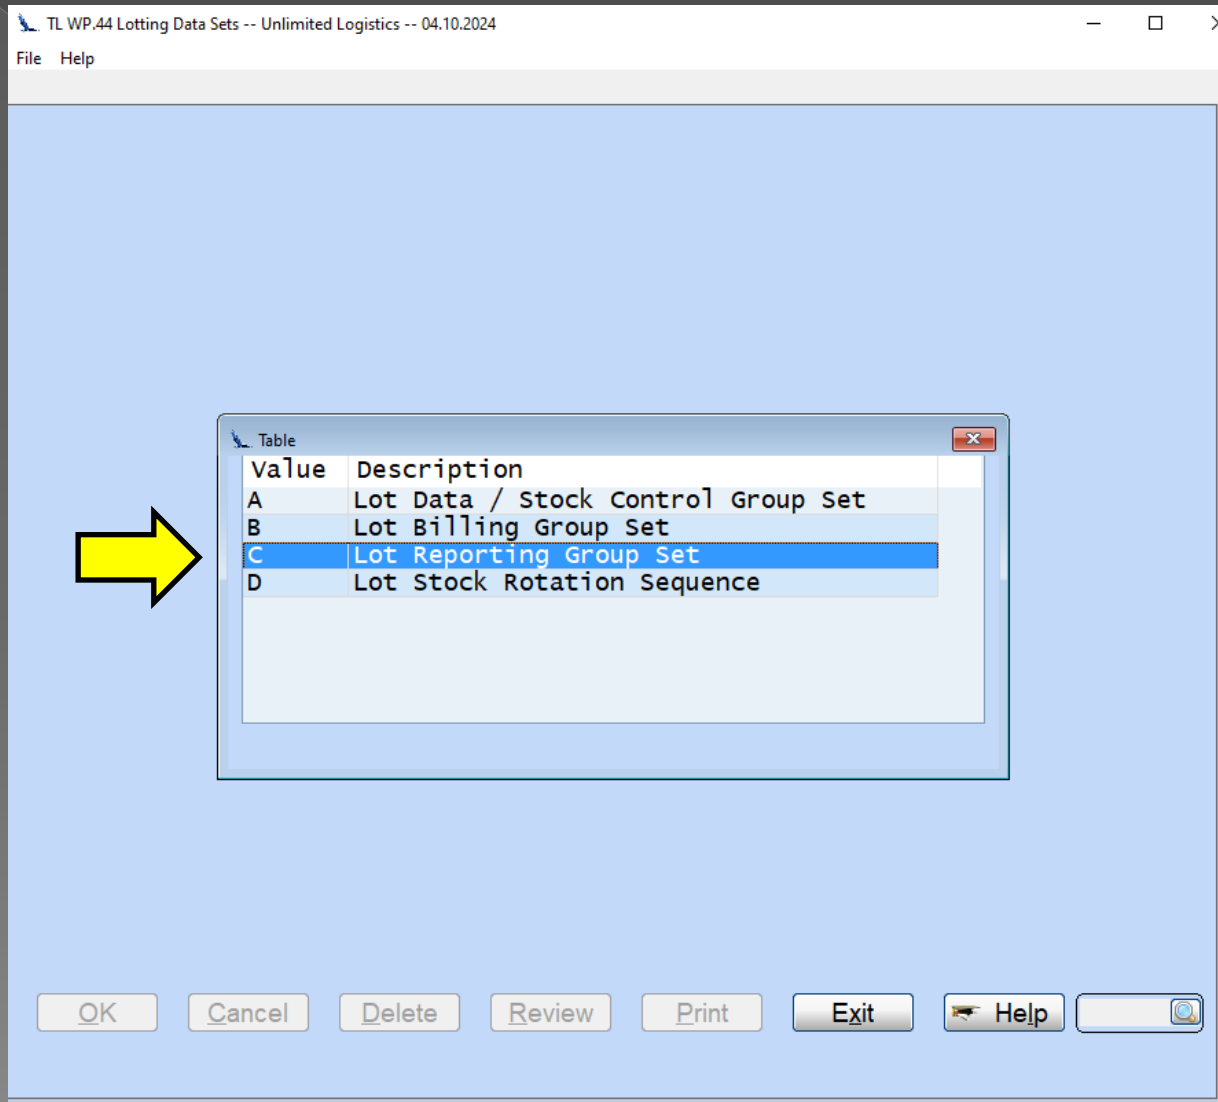 TL WP.44 Lotting Data Sets -- Unlimited Logistics -- 04.10.2024
File Help
Table
Value Description
A Lot Data / Stock Control Group Set
B Lot Billing Group Set
C Lot Reporting Group Set
D Lot Stock Rotation Sequence
OK Cancel Delete Review Print Exit Help